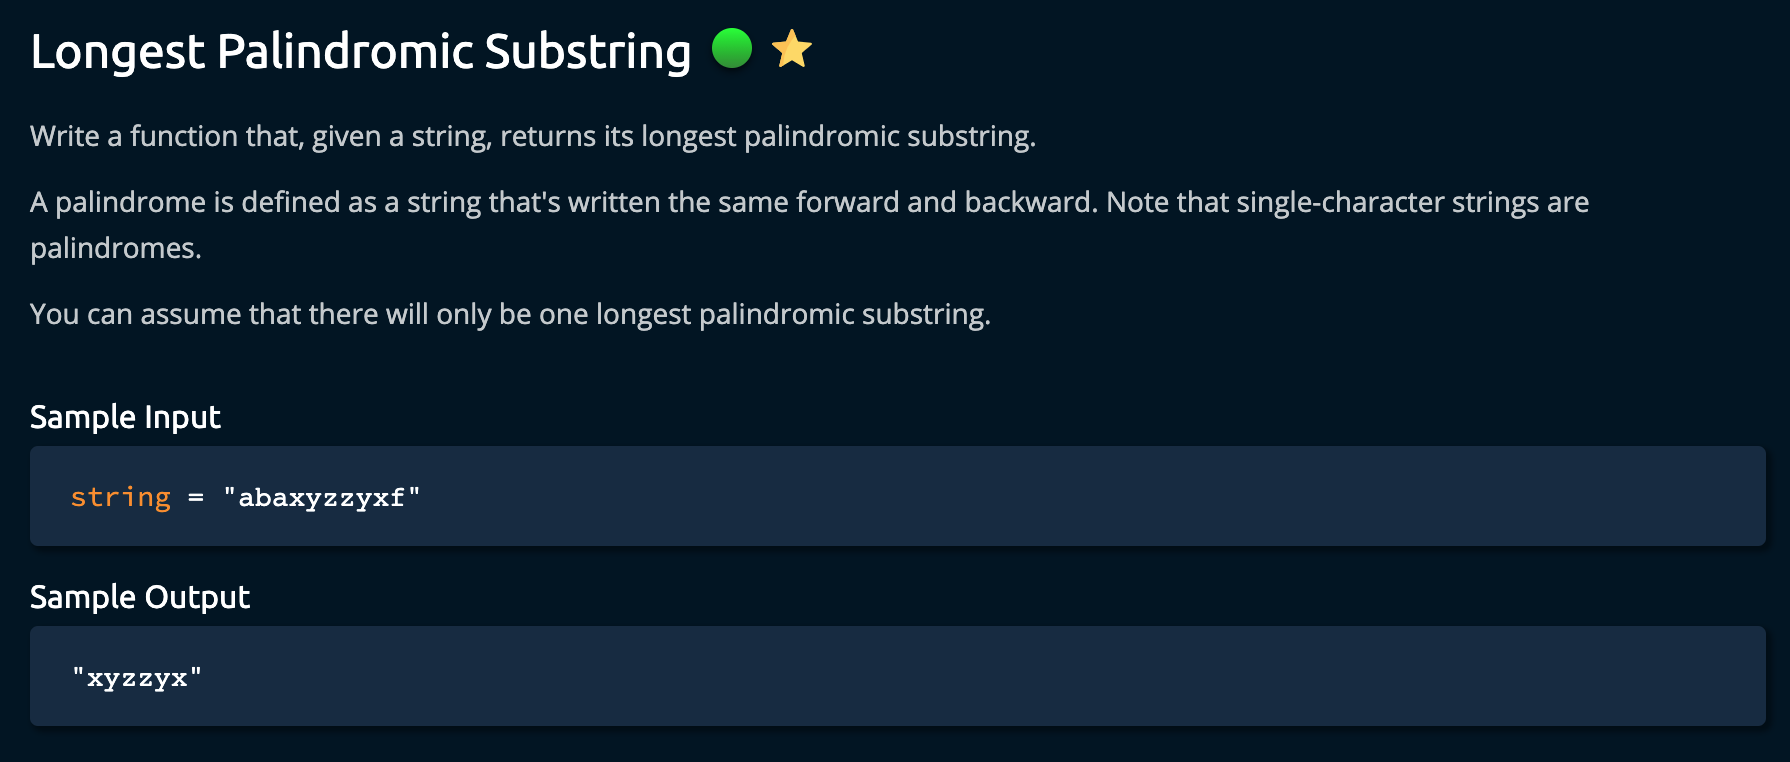 Longest Palindromic Substring
Write a function that, given a string, returns its longest palindromic substring.
A palindrome is defined as a string that's written the same forward and backward. Note that single-character strings are
palindromes.
You can assume that there will only be one longest palindromic substring.
Sample Input
string = "abaxyzzyxf"
Sample Output
"xyzzyx"